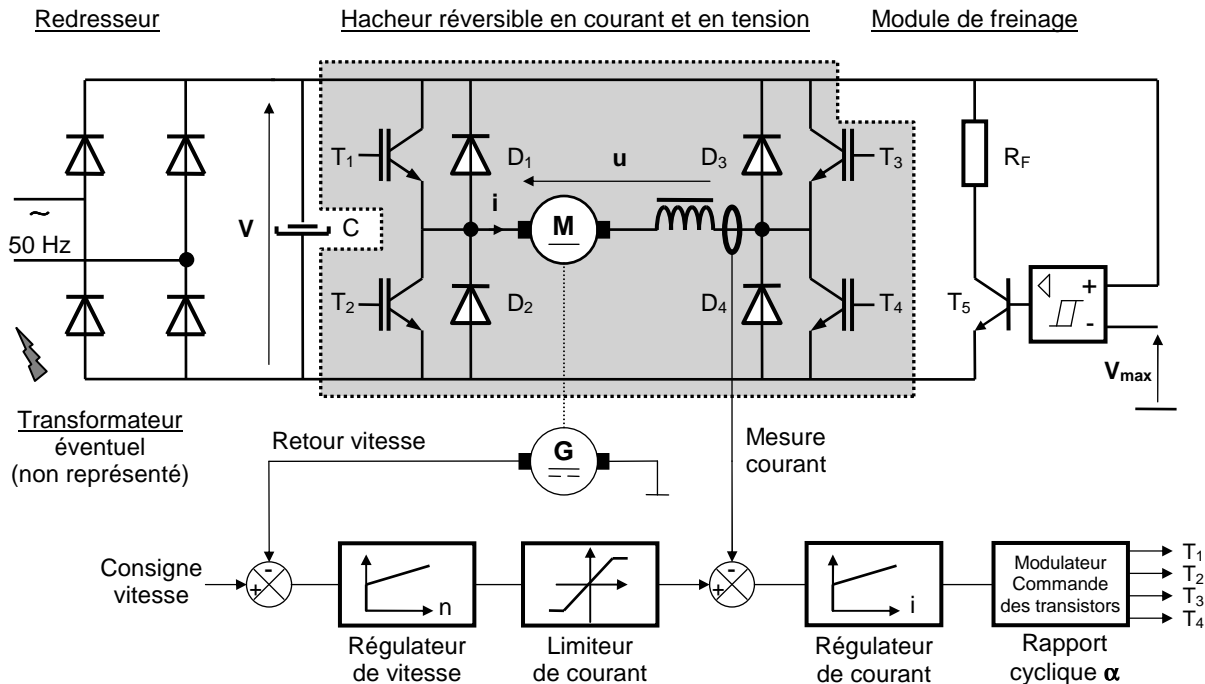 Redresseur
Hacheur réversible en courant et en tension
Module de freinage
T1
D1
u
D3
T3
RF
~
50 Hz
V
C
i
M
T2
D2
D4
T4
T5
+
-
Vmax
Transformateur
éventuel
(non représenté)
Retour vitesse
G
Mesure
courant
Consigne
vitesse
-
+
n
-
+
i
Modulateur
Commande
des transistors
T1
T2
T3
T4
Régulateur
de vitesse
Limiteur
de courant
Régulateur
de courant
Rapport
cyclique α